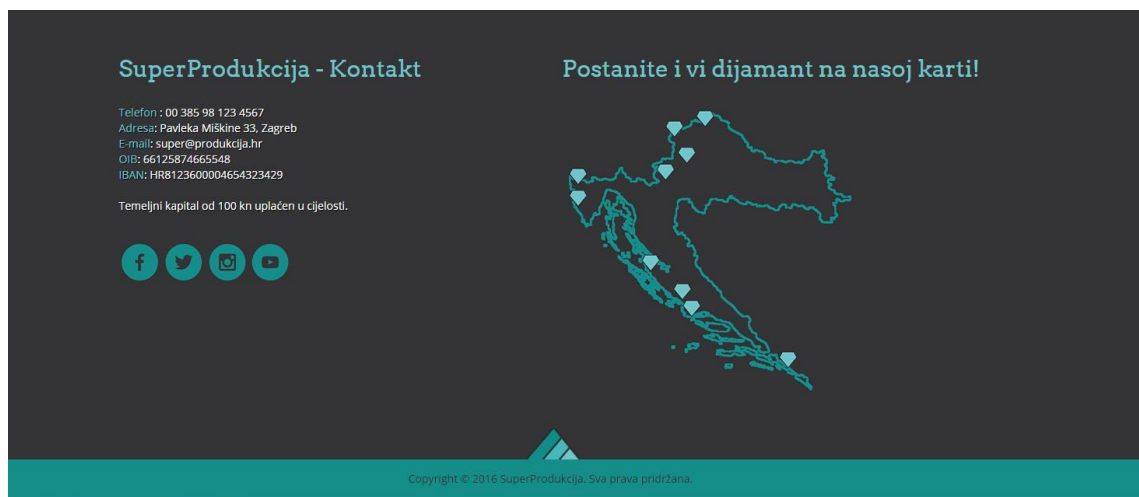 SuperProdukcija - Kontakt
Telefon : 00 385 98 123 4567
Adresa: Pavleka Miškine 33, Zagreb
E-mail: super@produkcija.hr
OIB: 66125874665548
IBAN: HR8123600004654323429
Temeljni kapital od 100 kn uplaćen u cijelosti.
Postanite i vi dijamant na nasoj karti!
Copyright © 2016 SuperProdukcija. Sva prava pridržana.